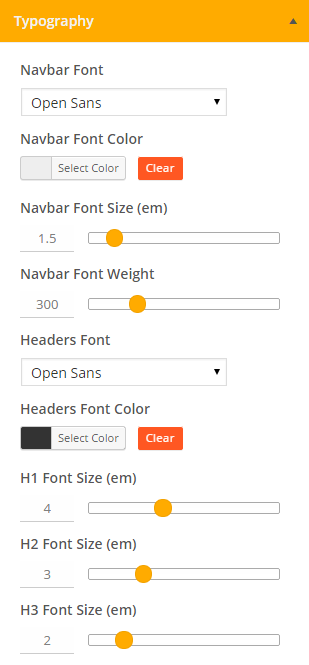 Typography
Navbar Font
Open Sans
Navbar Font Color
Select Color Clear
Navbar Font Size (em)
1.5
Navbar Font Weight
300
Headers Font
Open Sans
Headers Font Color
Select Color Clear
H1 Font Size (em)
4
H2 Font Size (em)
3
H3 Font Size (em)
2